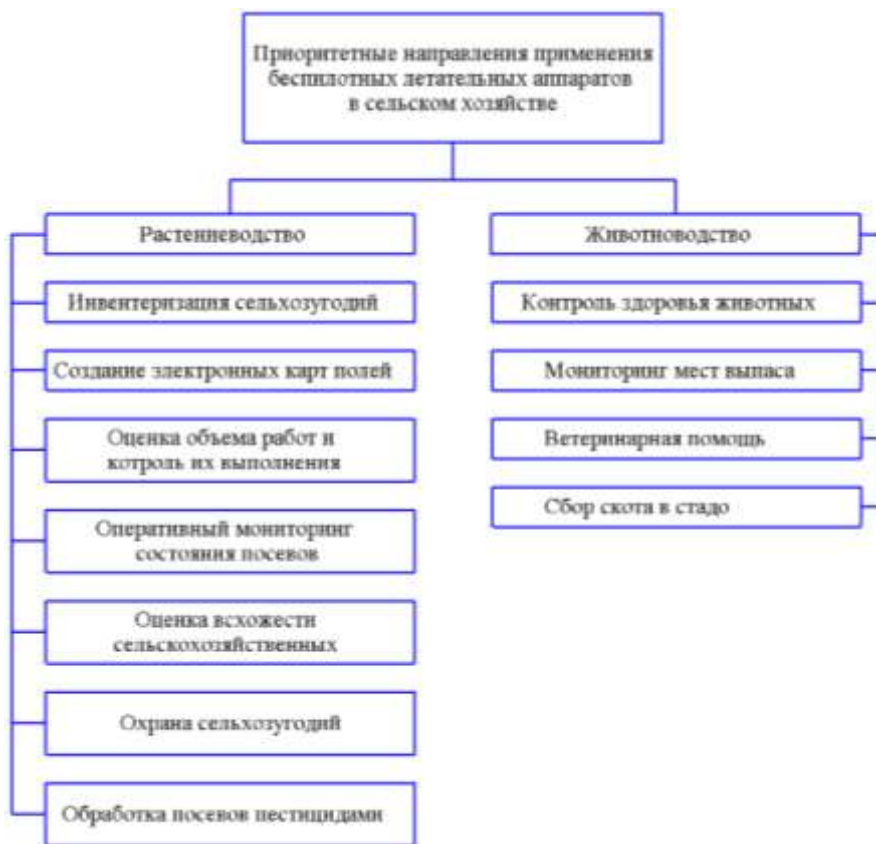 Приоритетные направления применения
беспилотных летательных аппаратов
в сельском хозяйстве
Растениеводство
Инвентеризация сельхозугодий
Создание электронных карт полей
Оценка объема работ и
котроль их выполнения
Оперативный мониторинг
состояния посевов
Оценка всхожести
сельскохозяйственных
Охрана сельхозугодий
Обработка посевов пестицидами
Животноводство
Контроль здоровья животных
Мониторинг мест выпаса
Ветеринарная помощь
Сбор скота в стадо